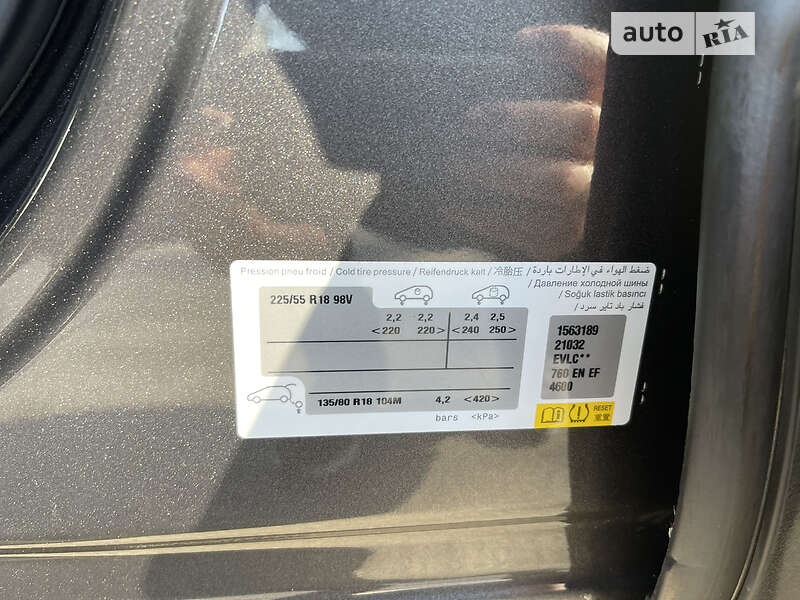 auto RIA
Pression pneu froid / Cold tire pressure / Reifendruck kalt / 冷胎压 / ضغط الهواء في الإطارات باردة
/ Давление холодной шины
/ Soğuk lastik basıncı
/ فشار باد تایر سرد
225/55 R18 98V
2,2 2,2 2,4 2,5
<220 220> <240 250>
135/80 R18 104M 4,2 <420>
bars <kPa>
1563189
21032
EVLC**
760 EN EF
4600
RESET
重置